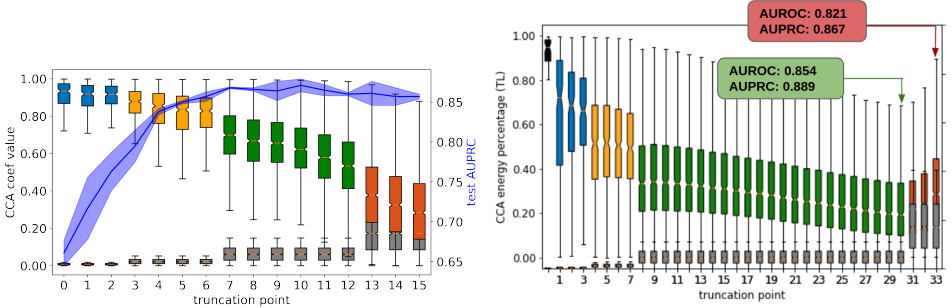 AUROC: 0.821
AUPRC: 0.867
AUROC: 0.854
AUPRC: 0.889
CCA coef value
1.00
0.80
0.60
0.40
0.20
0.00
0 1 2 3 4 5 6 7 8 9 10 11 12 13 14 15
truncation point
0.85
0.80
0.75
0.70
0.65
test AUPRC
CCA energy percentage (TL)
1.00
0.80
0.60
0.40
0.20
0.00
1 3 5 7 9 11 13 15 17 19 21 23 25 27 29 31 33
truncation point